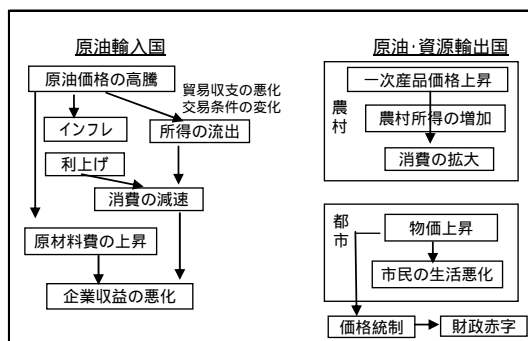 原油輸入国
原油価格の高騰
貿易収支の悪化
交易条件の変化
インフレ
所得の流出
利上げ
消費の減速
原材料費の上昇
企業収益の悪化
原油・資源輸出国
農村
一次産品価格上昇
農村所得の増加
消費の拡大
都市
物価上昇
市民の生活悪化
価格統制
財政赤字